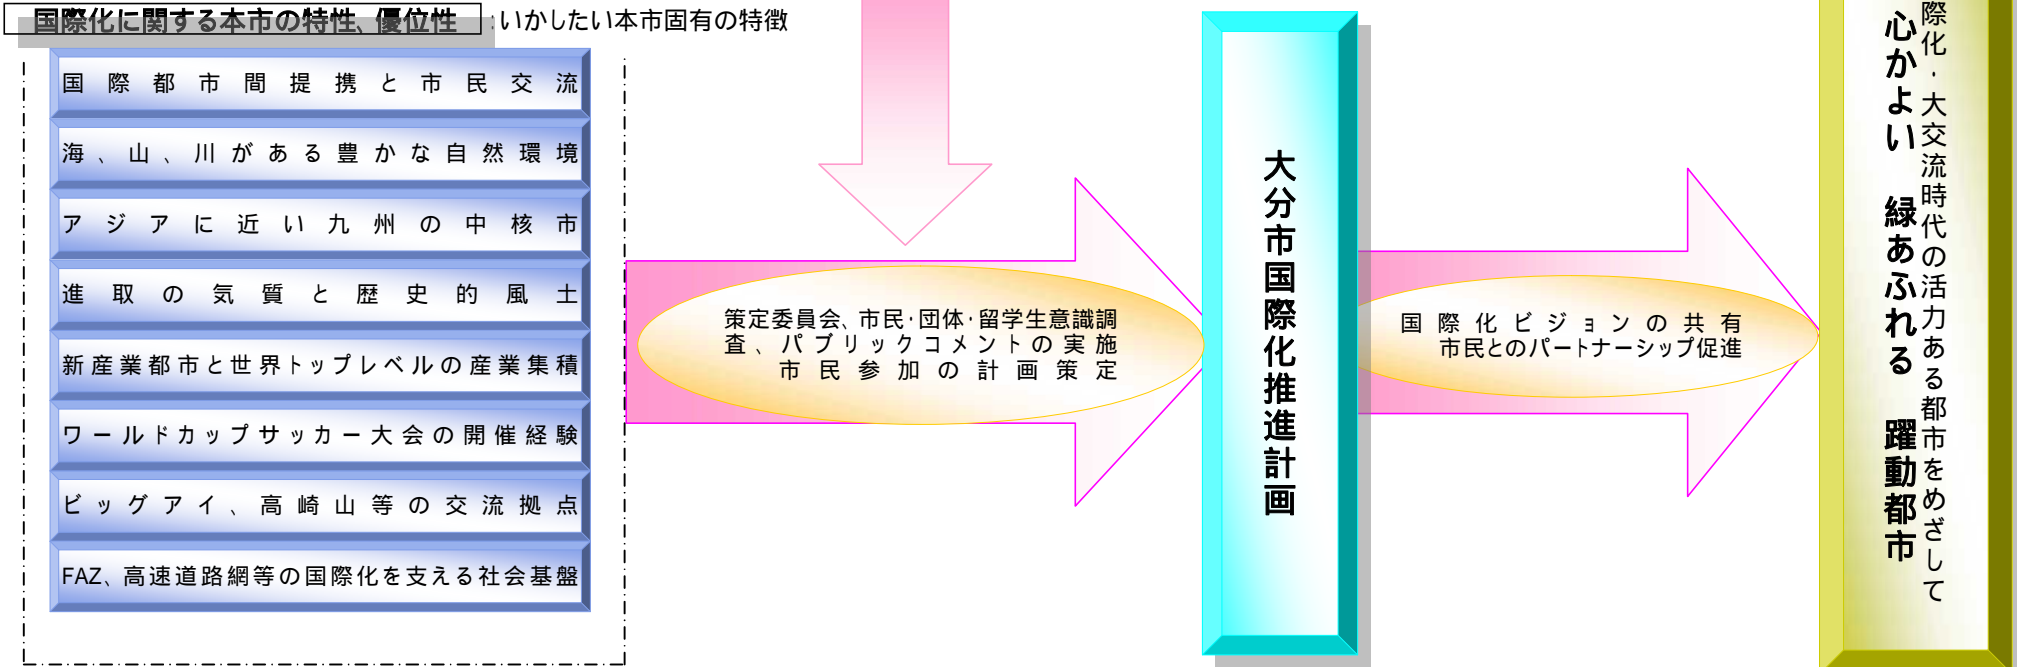 国際化に関する本市の特性、優位性 :いかしたい本市固有の特徴
国際都市間提携と市民交流
海、山、川がある豊かな自然環境
アジアに近い九州の中核市
進取の気質と歴史的風土
新産業都市と世界トップレベルの産業集積
ワールドカップサッカー大会の開催経験
ビッグアイ、高崎山等の交流拠点
FAZ、高速道路網等の国際化を支える社会基盤
策定委員会、市民・団体・留学生意識調
査、パブリックコメントの実施
市民参加の計画策定
大分市国際化推進計画
国際化ビジョンの共有
市民とのパートナーシップ促進
際化・大交流時代の活力ある都市をめざして
心かよい 緑あふれる 躍動都市